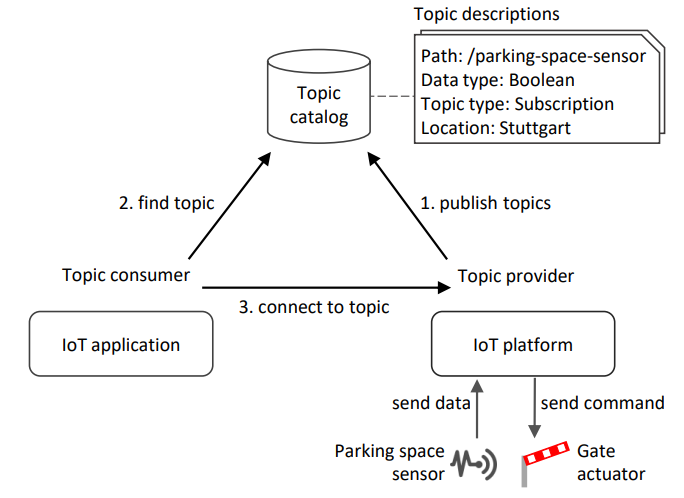 Topic descriptions
Path: /parking-space-sensor
Data type: Boolean
Topic type: Subscription
Location: Stuttgart
Topic
catalog
2. find topic
1. publish topics
Topic consumer
Topic provider
3. connect to topic
IoT application
IoT platform
send data
send command
Parking space
sensor
Gate
actuator